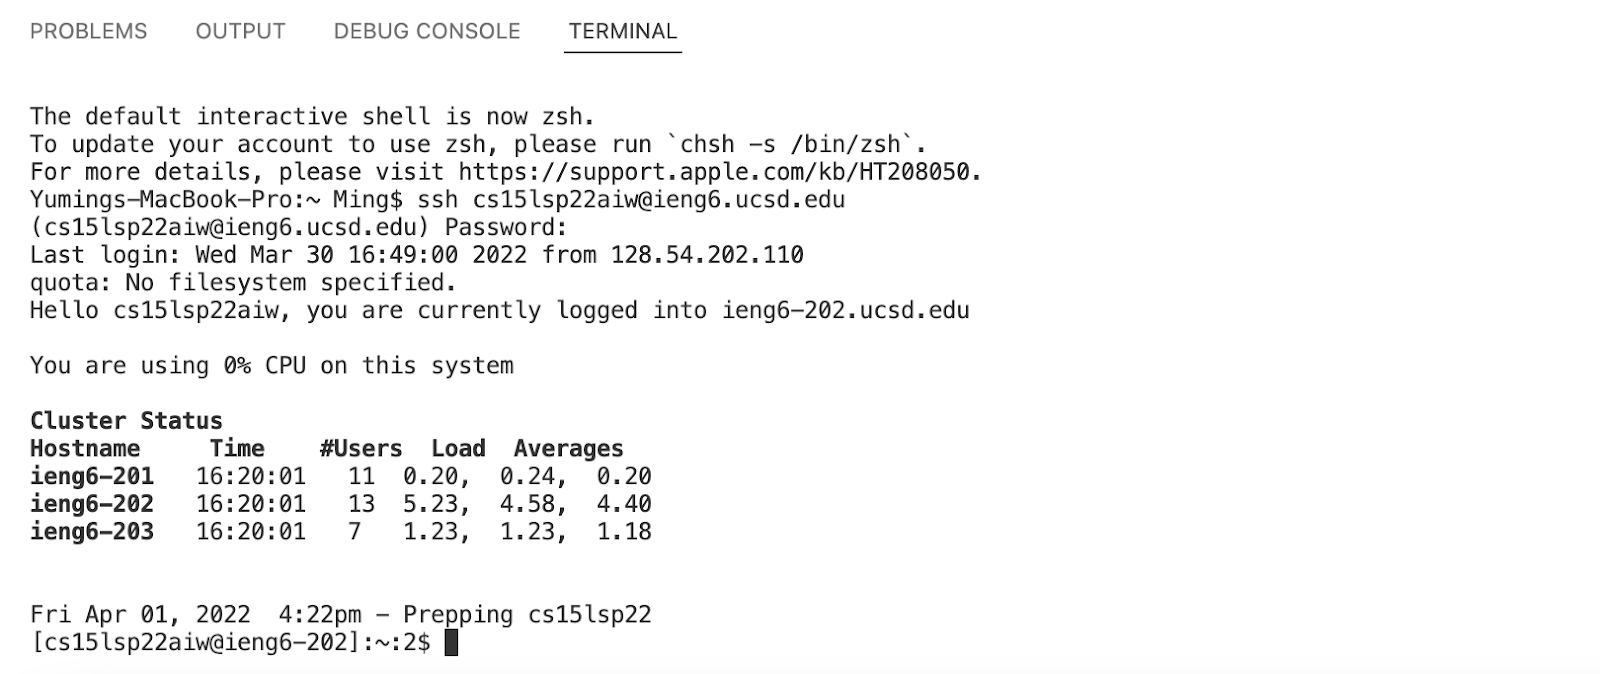 PROBLEMS OUTPUT DEBUG CONSOLE TERMINAL
The default interactive shell is now zsh.
To update your account to use zsh, please run `chsh -s /bin/zsh`.
For more details, please visit https://support.apple.com/kb/HT208050.
Yumings-MacBook-Pro:~ Ming$ ssh cs15lsp22aiw@ieng6.ucsd.edu
(cs15lsp22aiw@ieng6.ucsd.edu) Password:
Last login: Wed Mar 30 16:49:00 2022 from 128.54.202.110
quota: No filesystem specified.
Hello cs15lsp22aiw, you are currently logged into ieng6-202.ucsd.edu
You are using 0% CPU on this system
Cluster Status
Hostname Time #Users Load Averages
ieng6-201 16:20:01 11 0.20, 0.24, 0.20
ieng6-202 16:20:01 13 5.23, 4.58, 4.40
ieng6-203 16:20:01 7 1.23, 1.23, 1.18
Fri Apr 01, 2022 4:22pm - Prepping cs15lsp22
[cs15lsp22aiw@ieng6-202]:~:2$